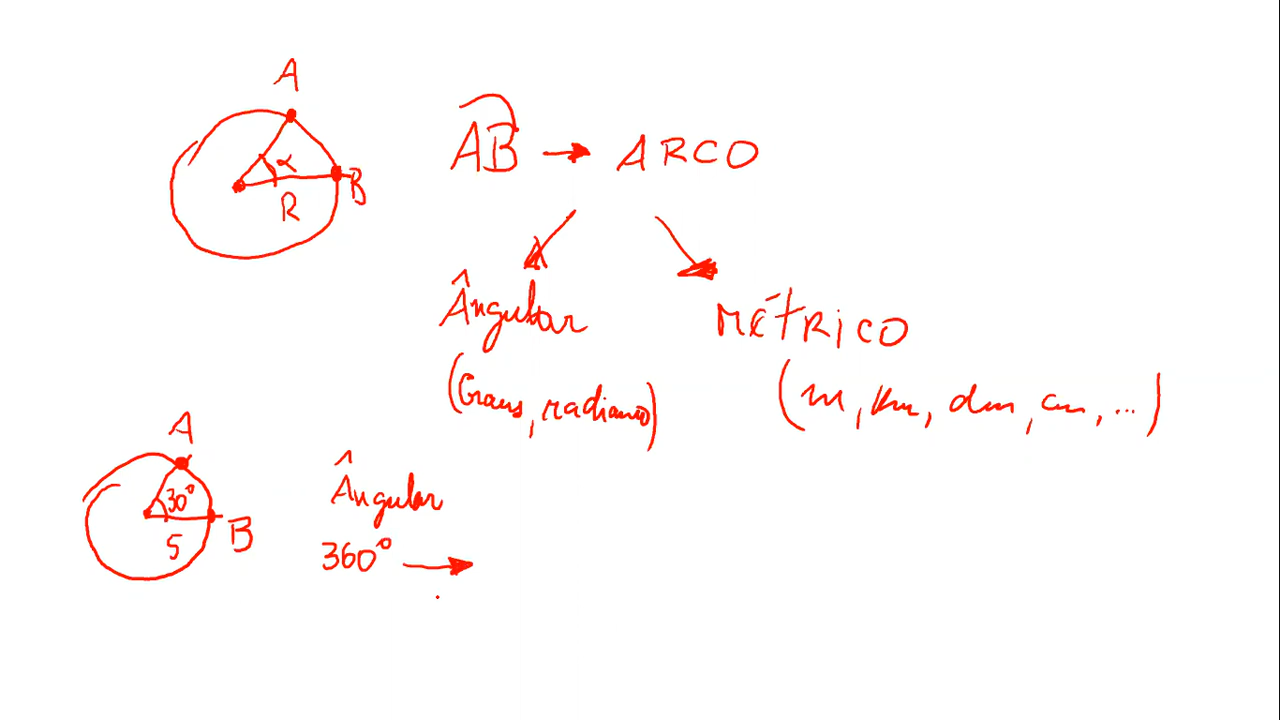 A
α
R
B
AB → ARCO
Ângular
MÉTRICO
(Graus, radianos)
(m, km, dm, cm, ...)
A
30°
5
B
Ângular
360° →